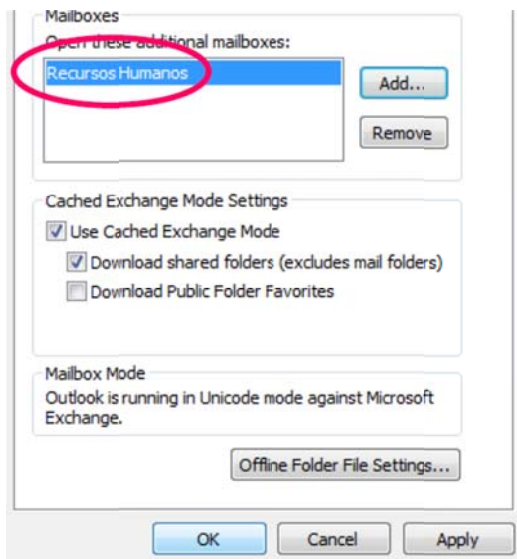 Mailboxes
Open these additional mailboxes:
Recursos Humanos
Add...
Remove
Cached Exchange Mode Settings
Use Cached Exchange Mode
Download shared folders (excludes mail folders)
Download Public Folder Favorites
Mailbox Mode
Outlook is running in Unicode mode against Microsoft
Exchange.
Offline Folder File Settings...
OK
Cancel
Apply